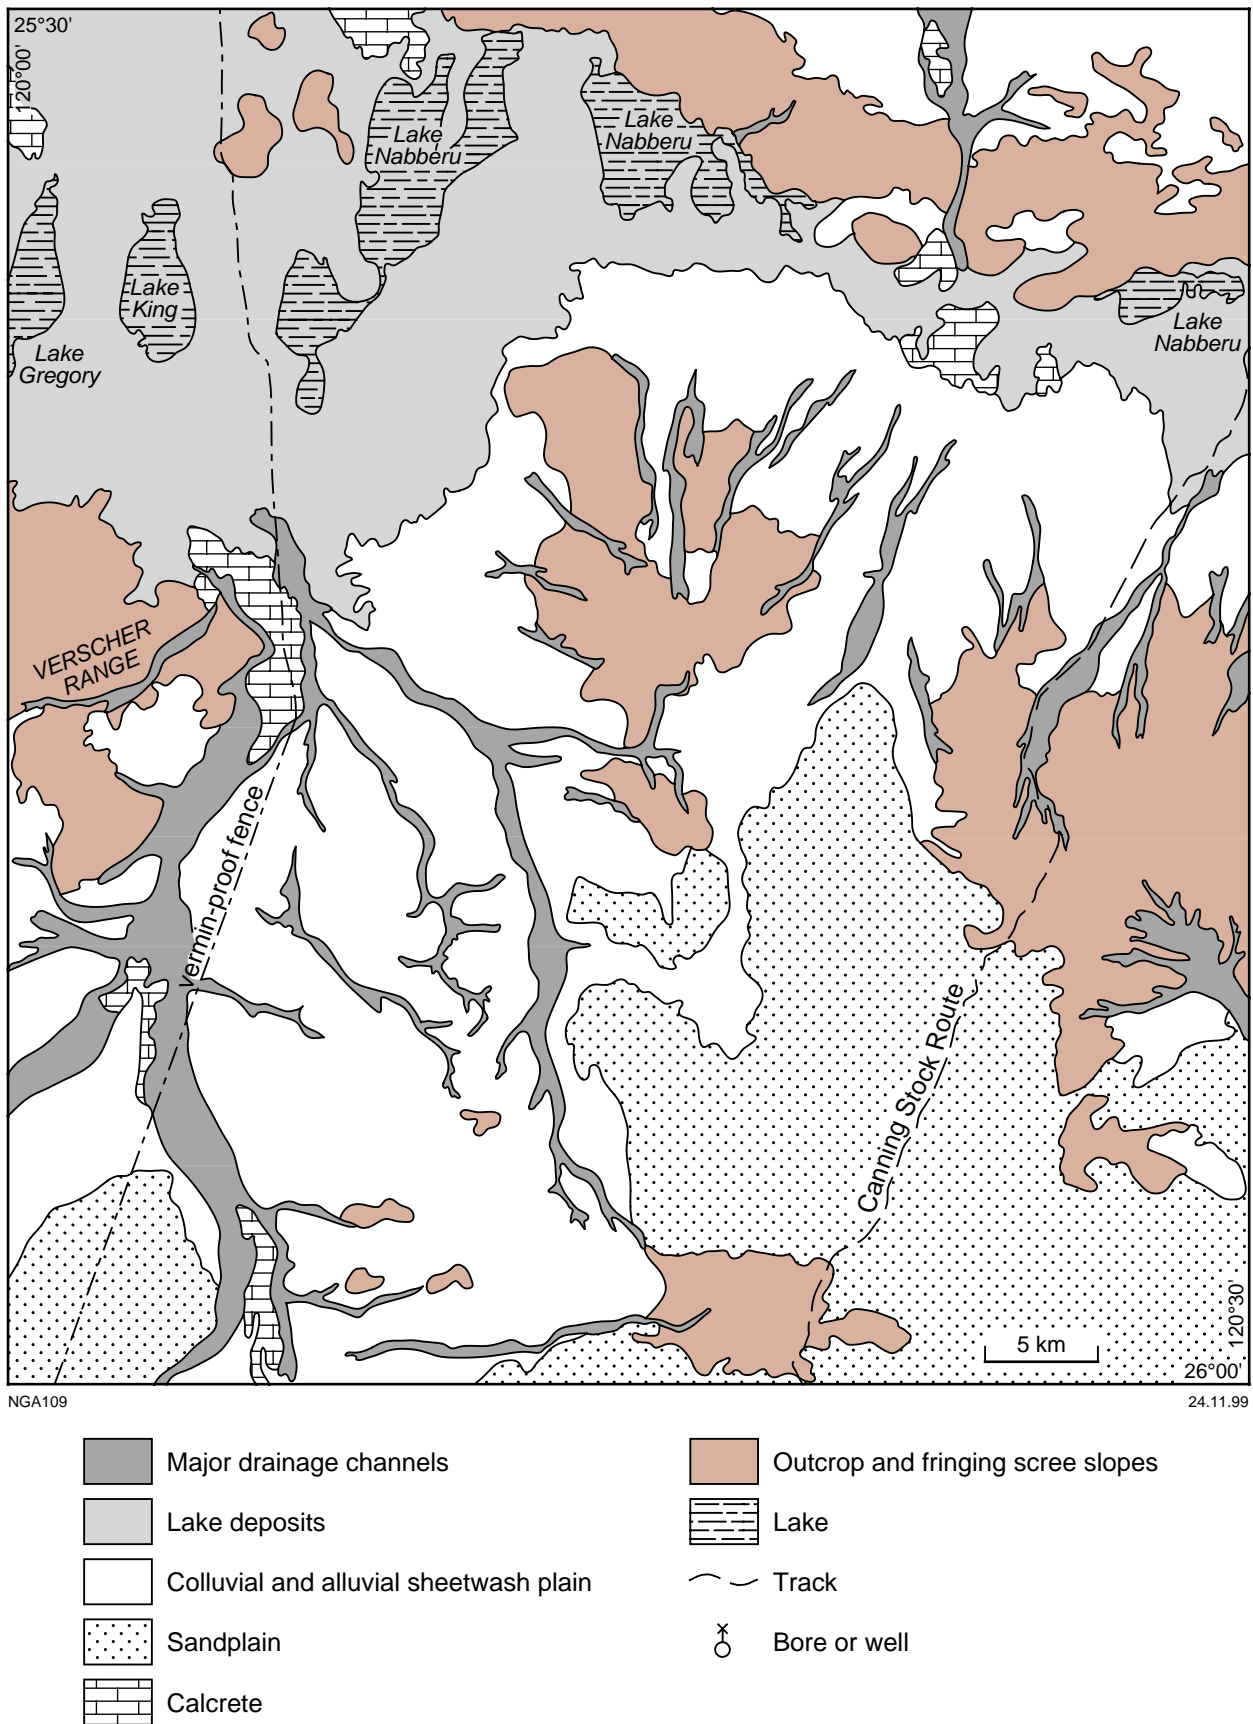 25°30'
120°00'
Lake
Nabberu
Lake
Nabberu
Lake
King
Lake
Gregory
Lake
Nabberu
VERSCHER
RANGE
vermin-proof fence
Canning Stock Route
5 km
120°30'
26°00'
NGA109
24.11.99
Major drainage channels
Lake deposits
Colluvial and alluvial sheetwash plain
Sandplain
Calcrete
Outcrop and fringing scree slopes
Lake
Track
Bore or well